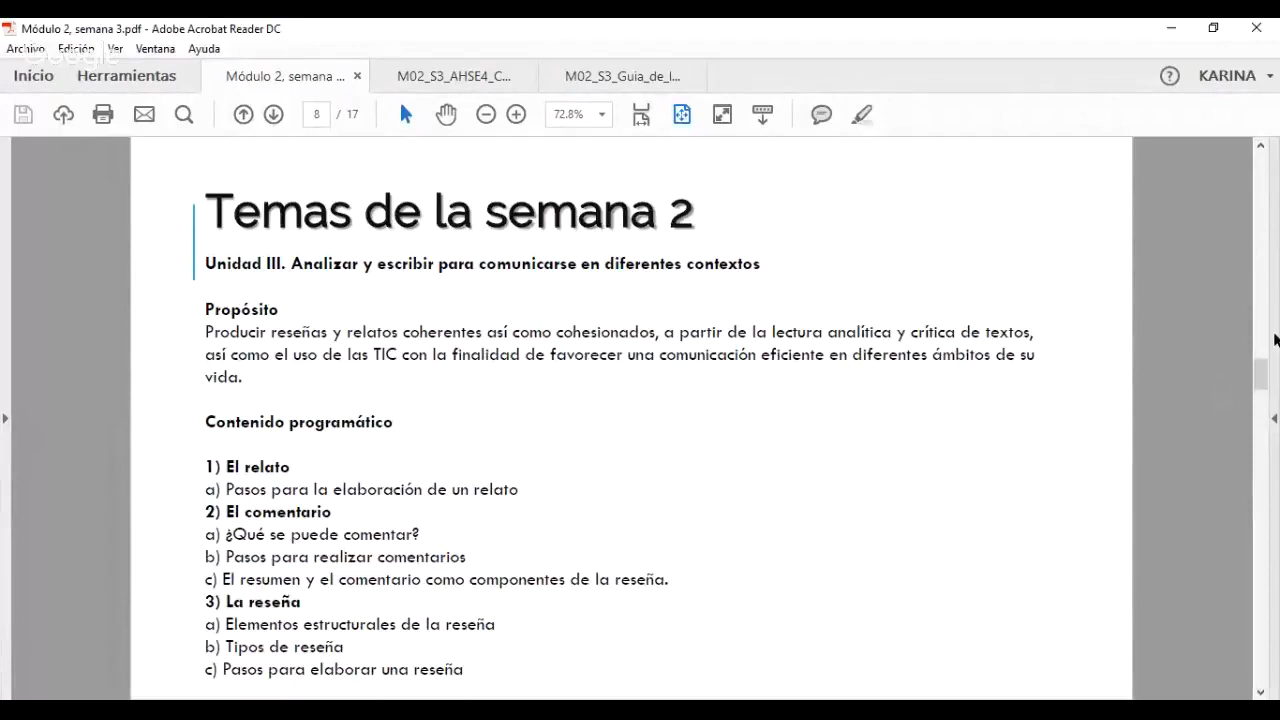 Módulo 2, semana 3.pdf - Adobe Acrobat Reader DC
Archivo Edición Ver Ventana Ayuda
Google
Inicio Herramientas Módulo 2, semana ... × M02_S3_AHSE4_C... M02_S3_Guia_de_l... KARINA
8 / 17 72.8%
Temas de la semana 2
Unidad III. Analizar y escribir para comunicarse en diferentes contextos
Propósito
Producir reseñas y relatos coherentes así como cohesionados, a partir de la lectura analítica y crítica de textos,
así como el uso de las TIC con la finalidad de favorecer una comunicación eficiente en diferentes ámbitos de su
vida.
Contenido programático
1) El relato
a) Pasos para la elaboración de un relato
2) El comentario
a) ¿Qué se puede comentar?
b) Pasos para realizar comentarios
c) El resumen y el comentario como componentes de la reseña.
3) La reseña
a) Elementos estructurales de la reseña
b) Tipos de reseña
c) Pasos para elaborar una reseña